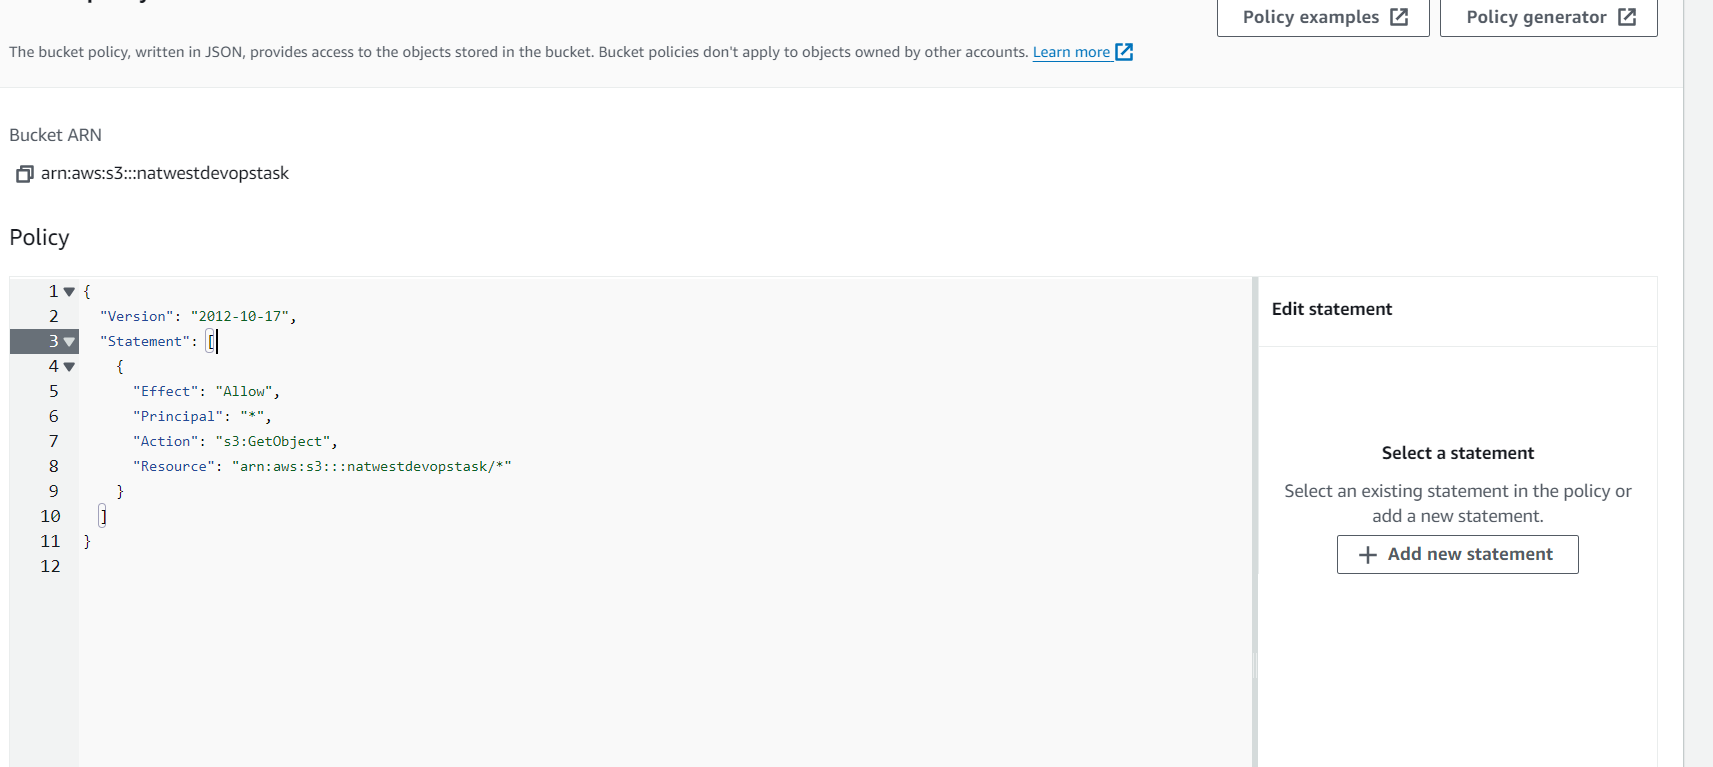 Policy examples
Policy generator
The bucket policy, written in JSON, provides access to the objects stored in the bucket. Bucket policies don't apply to objects owned by other accounts. Learn more
Bucket ARN
arn:aws:s3:::natwestdevopstask
Policy
1 {
2 "Version": "2012-10-17",
3 "Statement": [
4 {
5 "Effect": "Allow",
6 "Principal": "*",
7 "Action": "s3:GetObject",
8 "Resource": "arn:aws:s3:::natwestdevopstask/*"
9 }
10 ]
11 }
12
Edit statement
Select a statement
Select an existing statement in the policy or
add a new statement.
+ Add new statement